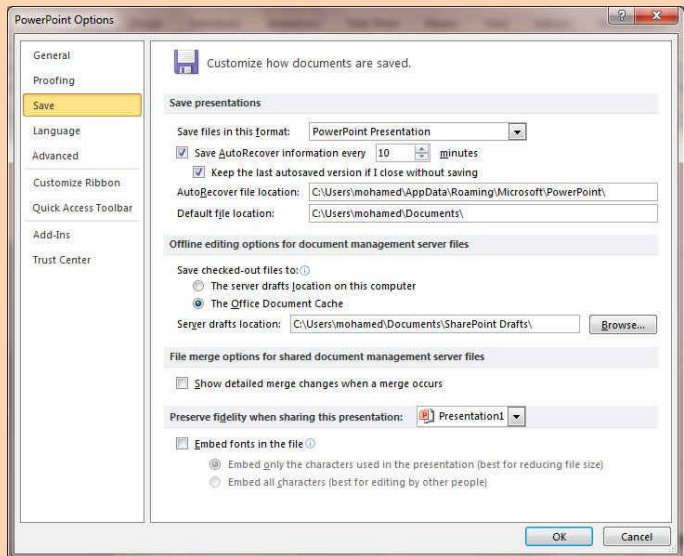 PowerPoint Options
General
Proofing
Save
Language
Advanced
Customize Ribbon
Quick Access Toolbar
Add-Ins
Trust Center
Customize how documents are saved.
Save presentations
Save files in this format: PowerPoint Presentation
Save AutoRecover information every 10 minutes
Keep the last autosaved version if I close without saving
AutoRecover file location: C:\Users\mohamed\AppData\Roaming\Microsoft\PowerPoint\
Default file location: C:\Users\mohamed\Documents\
Offline editing options for document management server files
Save checked-out files to:
The server drafts location on this computer
The Office Document Cache
Server drafts location: C:\Users\mohamed\Documents\SharePoint Drafts\ Browse...
File merge options for shared document management server files
Show detailed merge changes when a merge occurs
Preserve fidelity when sharing this presentation: Presentation1
Embed fonts in the file
Embed only the characters used in the presentation (best for reducing file size)
Embed all characters (best for editing by other people)
OK Cancel